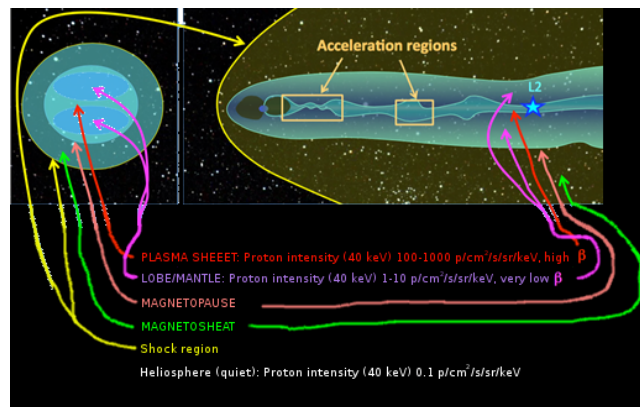 Acceleration regions
L2
PLASMA SHEEET: Proton intensity (40 keV) 100-1000 p/cm²/s/sr/keV, high β
LOBE/MANTLE: Proton intensity (40 keV) 1-10 p/cm²/s/sr/keV, very low β
MAGNETOPAUSE
MAGNETOSHEAT
Shock region
Heliosphere (quiet): Proton intensity (40 keV) 0.1 p/cm²/s/sr/keV